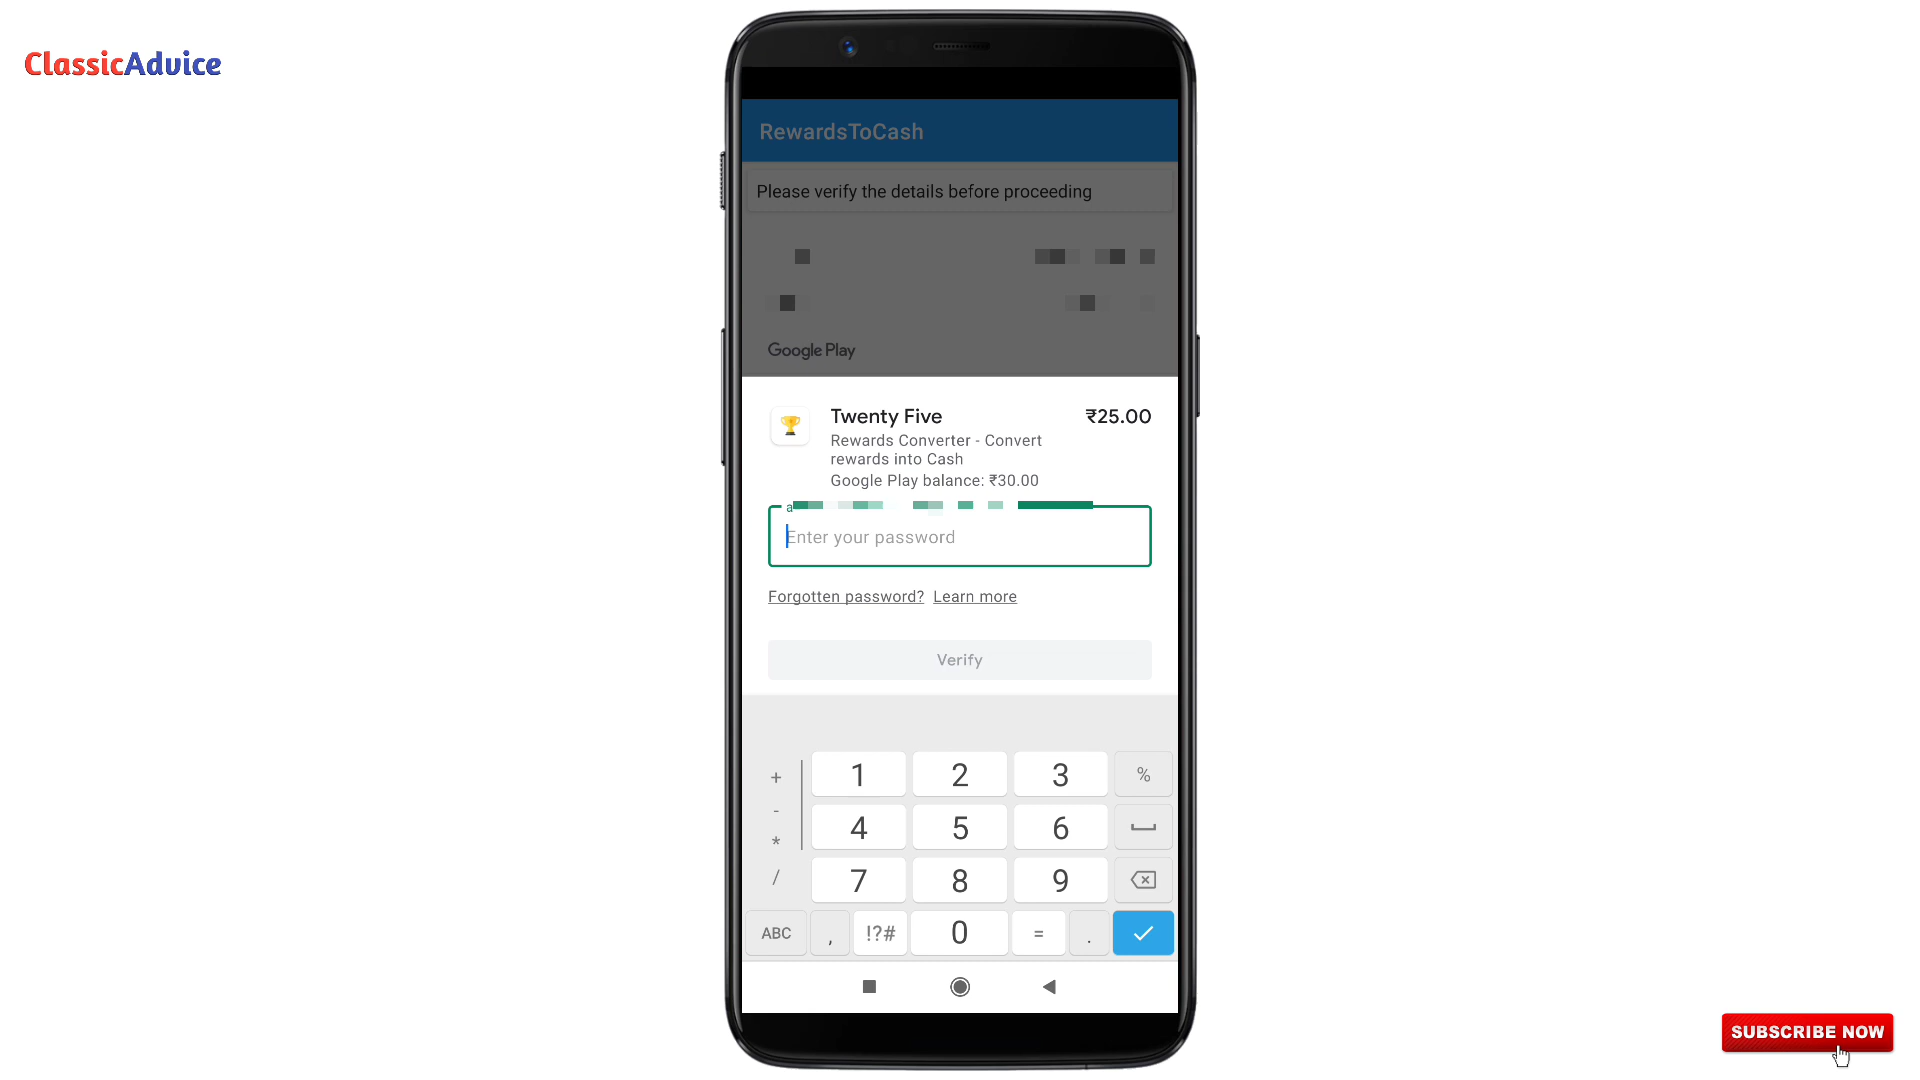 ClassicAdvice
RewardsToCash
Please verify the details before proceeding
Google Play
Twenty Five
₹25.00
Rewards Converter - Convert
rewards into Cash
Google Play balance: ₹30.00
a
Enter your password
Forgotten password? Learn more
Verify
+ 1 2 3 %
-
* 4 5 6
/ 7 8 9
ABC , !?# 0 = .
SUBSCRIBE NOW